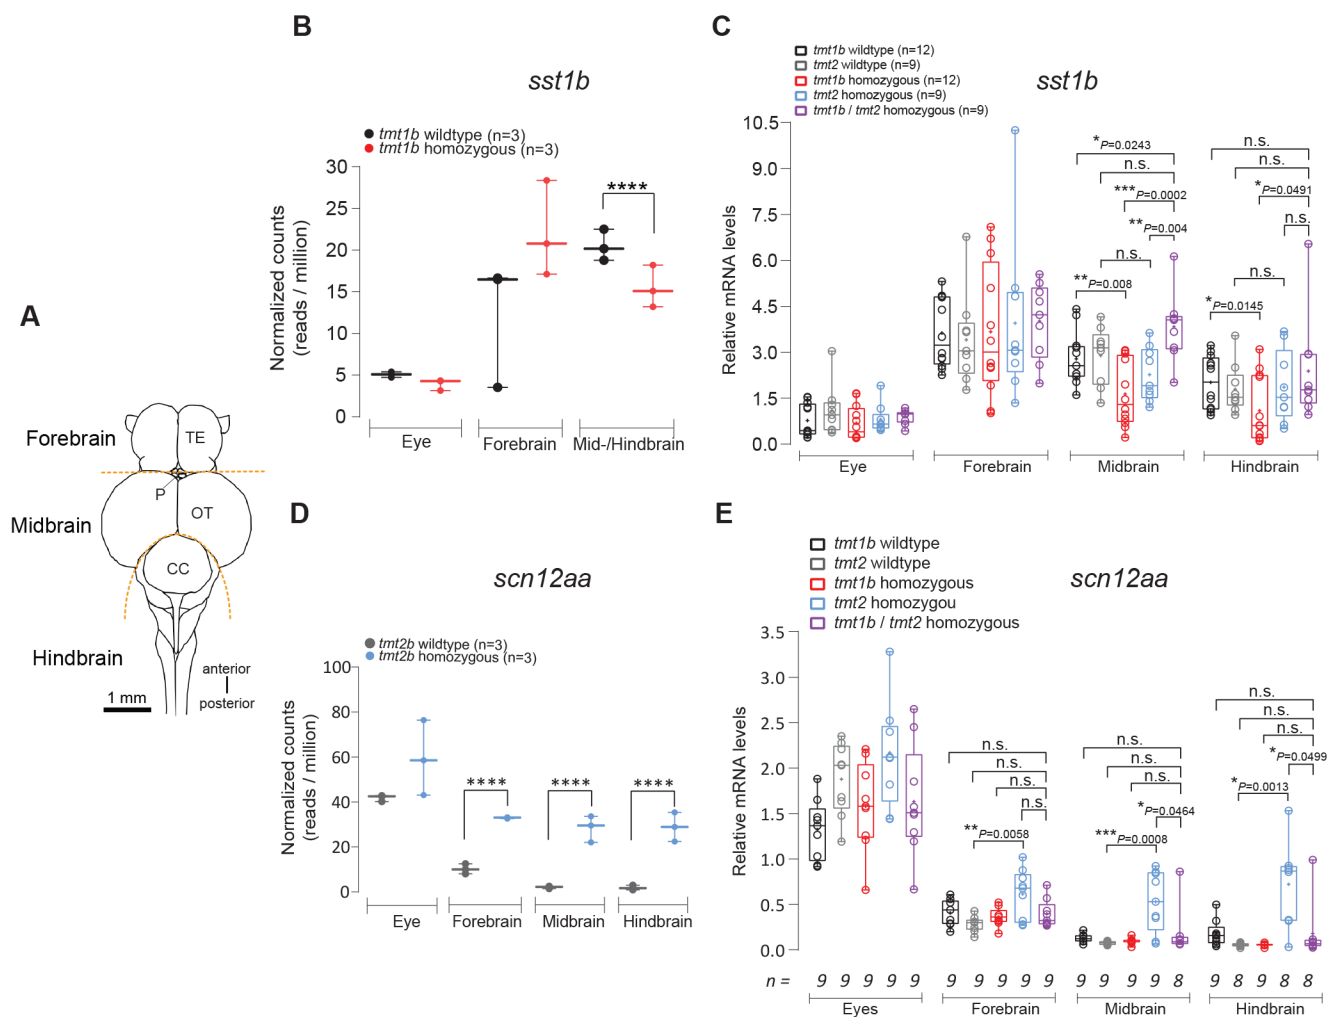 A
Forebrain
TE
P
Midbrain
OT
CC
Hindbrain
anterior
posterior
1 mm
B
sst1b
tmt1b wildtype (n=3)
tmt1b homozygous (n=3)
Normalized counts
(reads / million)
30
25
20
15
10
5
0
****
Eye
Forebrain
Mid-/Hindbrain
C
tmt1b wildtype (n=12)
tmt2 wildtype (n=9)
tmt1b homozygous (n=12)
tmt2 homozygous (n=9)
tmt1b / tmt2 homozygous (n=9)
sst1b
Relative mRNA levels
10.5
9.0
7.5
6.0
4.5
3.0
1.5
0.0
*P=0.0243
n.s.
***P=0.0002
**P=0.004
n.s.
**P=0.008
n.s.
n.s.
*P=0.0491
n.s.
n.s.
*P=0.0145
Eye
Forebrain
Midbrain
Hindbrain
D
scn12aa
tmt2b wildtype (n=3)
tmt2b homozygous (n=3)
Normalized counts
(reads / million)
100
80
60
40
20
0
****
****
****
Eye
Forebrain
Midbrain
Hindbrain
E
tmt1b wildtype
tmt2 wildtype
tmt1b homozygous
tmt2 homozygou
tmt1b / tmt2 homozygous
scn12aa
Relative mRNA levels
3.5
3.0
2.5
2.0
1.5
1.0
0.5
0.0
n.s.
n.s.
n.s.
n.s.
**P=0.0058
n.s.
n.s.
n.s.
*P=0.0464
***P=0.0008
n.s.
n.s.
n.s.
*P=0.0499
*P=0.0013
n = 9 9 9 9 9 9 9 9 9 9 9 9 9 9 8 9 8 9 8 8
Eyes
Forebrain
Midbrain
Hindbrain